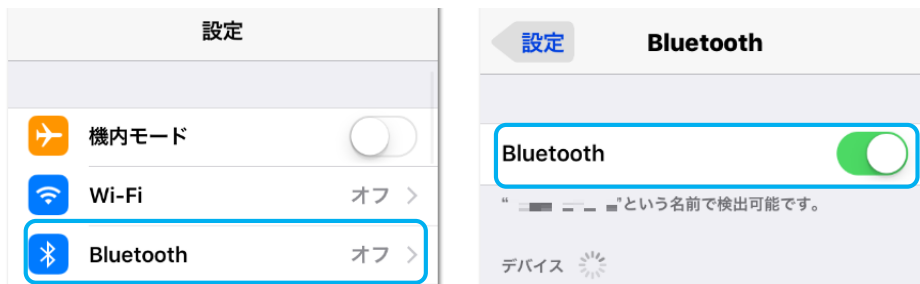 設定
機内モード
Wi-Fi オフ
Bluetooth オフ
設定 Bluetooth
Bluetooth
“ ”という名前で検出可能です。
デバイス